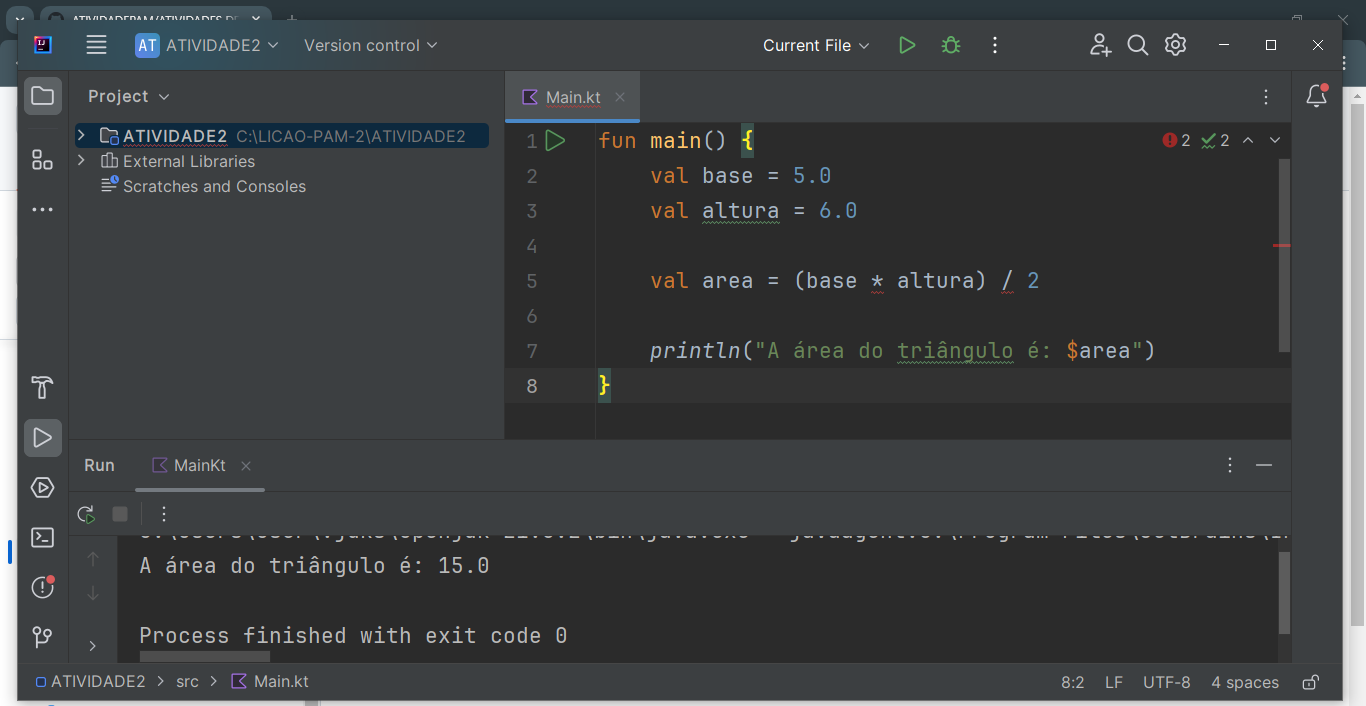 ATIVIDADEPAM/ATIVIDADES DE
AT ATIVIDADE2 Version control Current File
Project
ATIVIDADE2 C:\LICAO-PAM-2\ATIVIDADE2
External Libraries
Scratches and Consoles
Main.kt
2 2
1 fun main() {
2 val base = 5.0
3 val altura = 6.0
4
5 val area = (base * altura) / 2
6
7 println("A área do triângulo é: $area")
8 }
Run MainKt
A área do triângulo é: 15.0
Process finished with exit code 0
ATIVIDADE2 > src > Main.kt 8:2 LF UTF-8 4 spaces